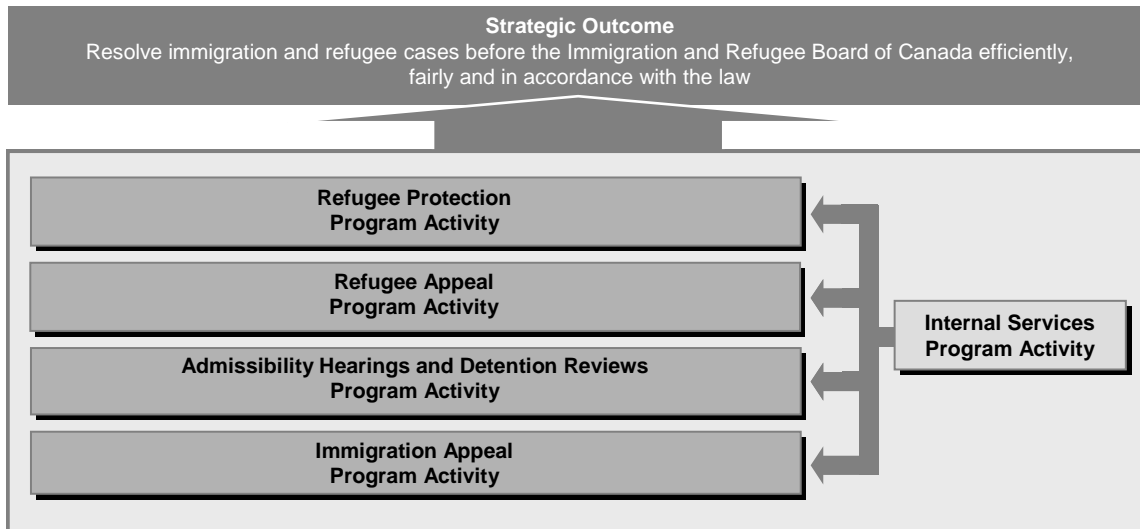 Strategic Outcome
Resolve immigration and refugee cases before the Immigration and Refugee Board of Canada efficiently,
fairly and in accordance with the law
Refugee Protection
Program Activity
Refugee Appeal
Program Activity
Admissibility Hearings and Detention Reviews
Program Activity
Immigration Appeal
Program Activity
Internal Services
Program Activity